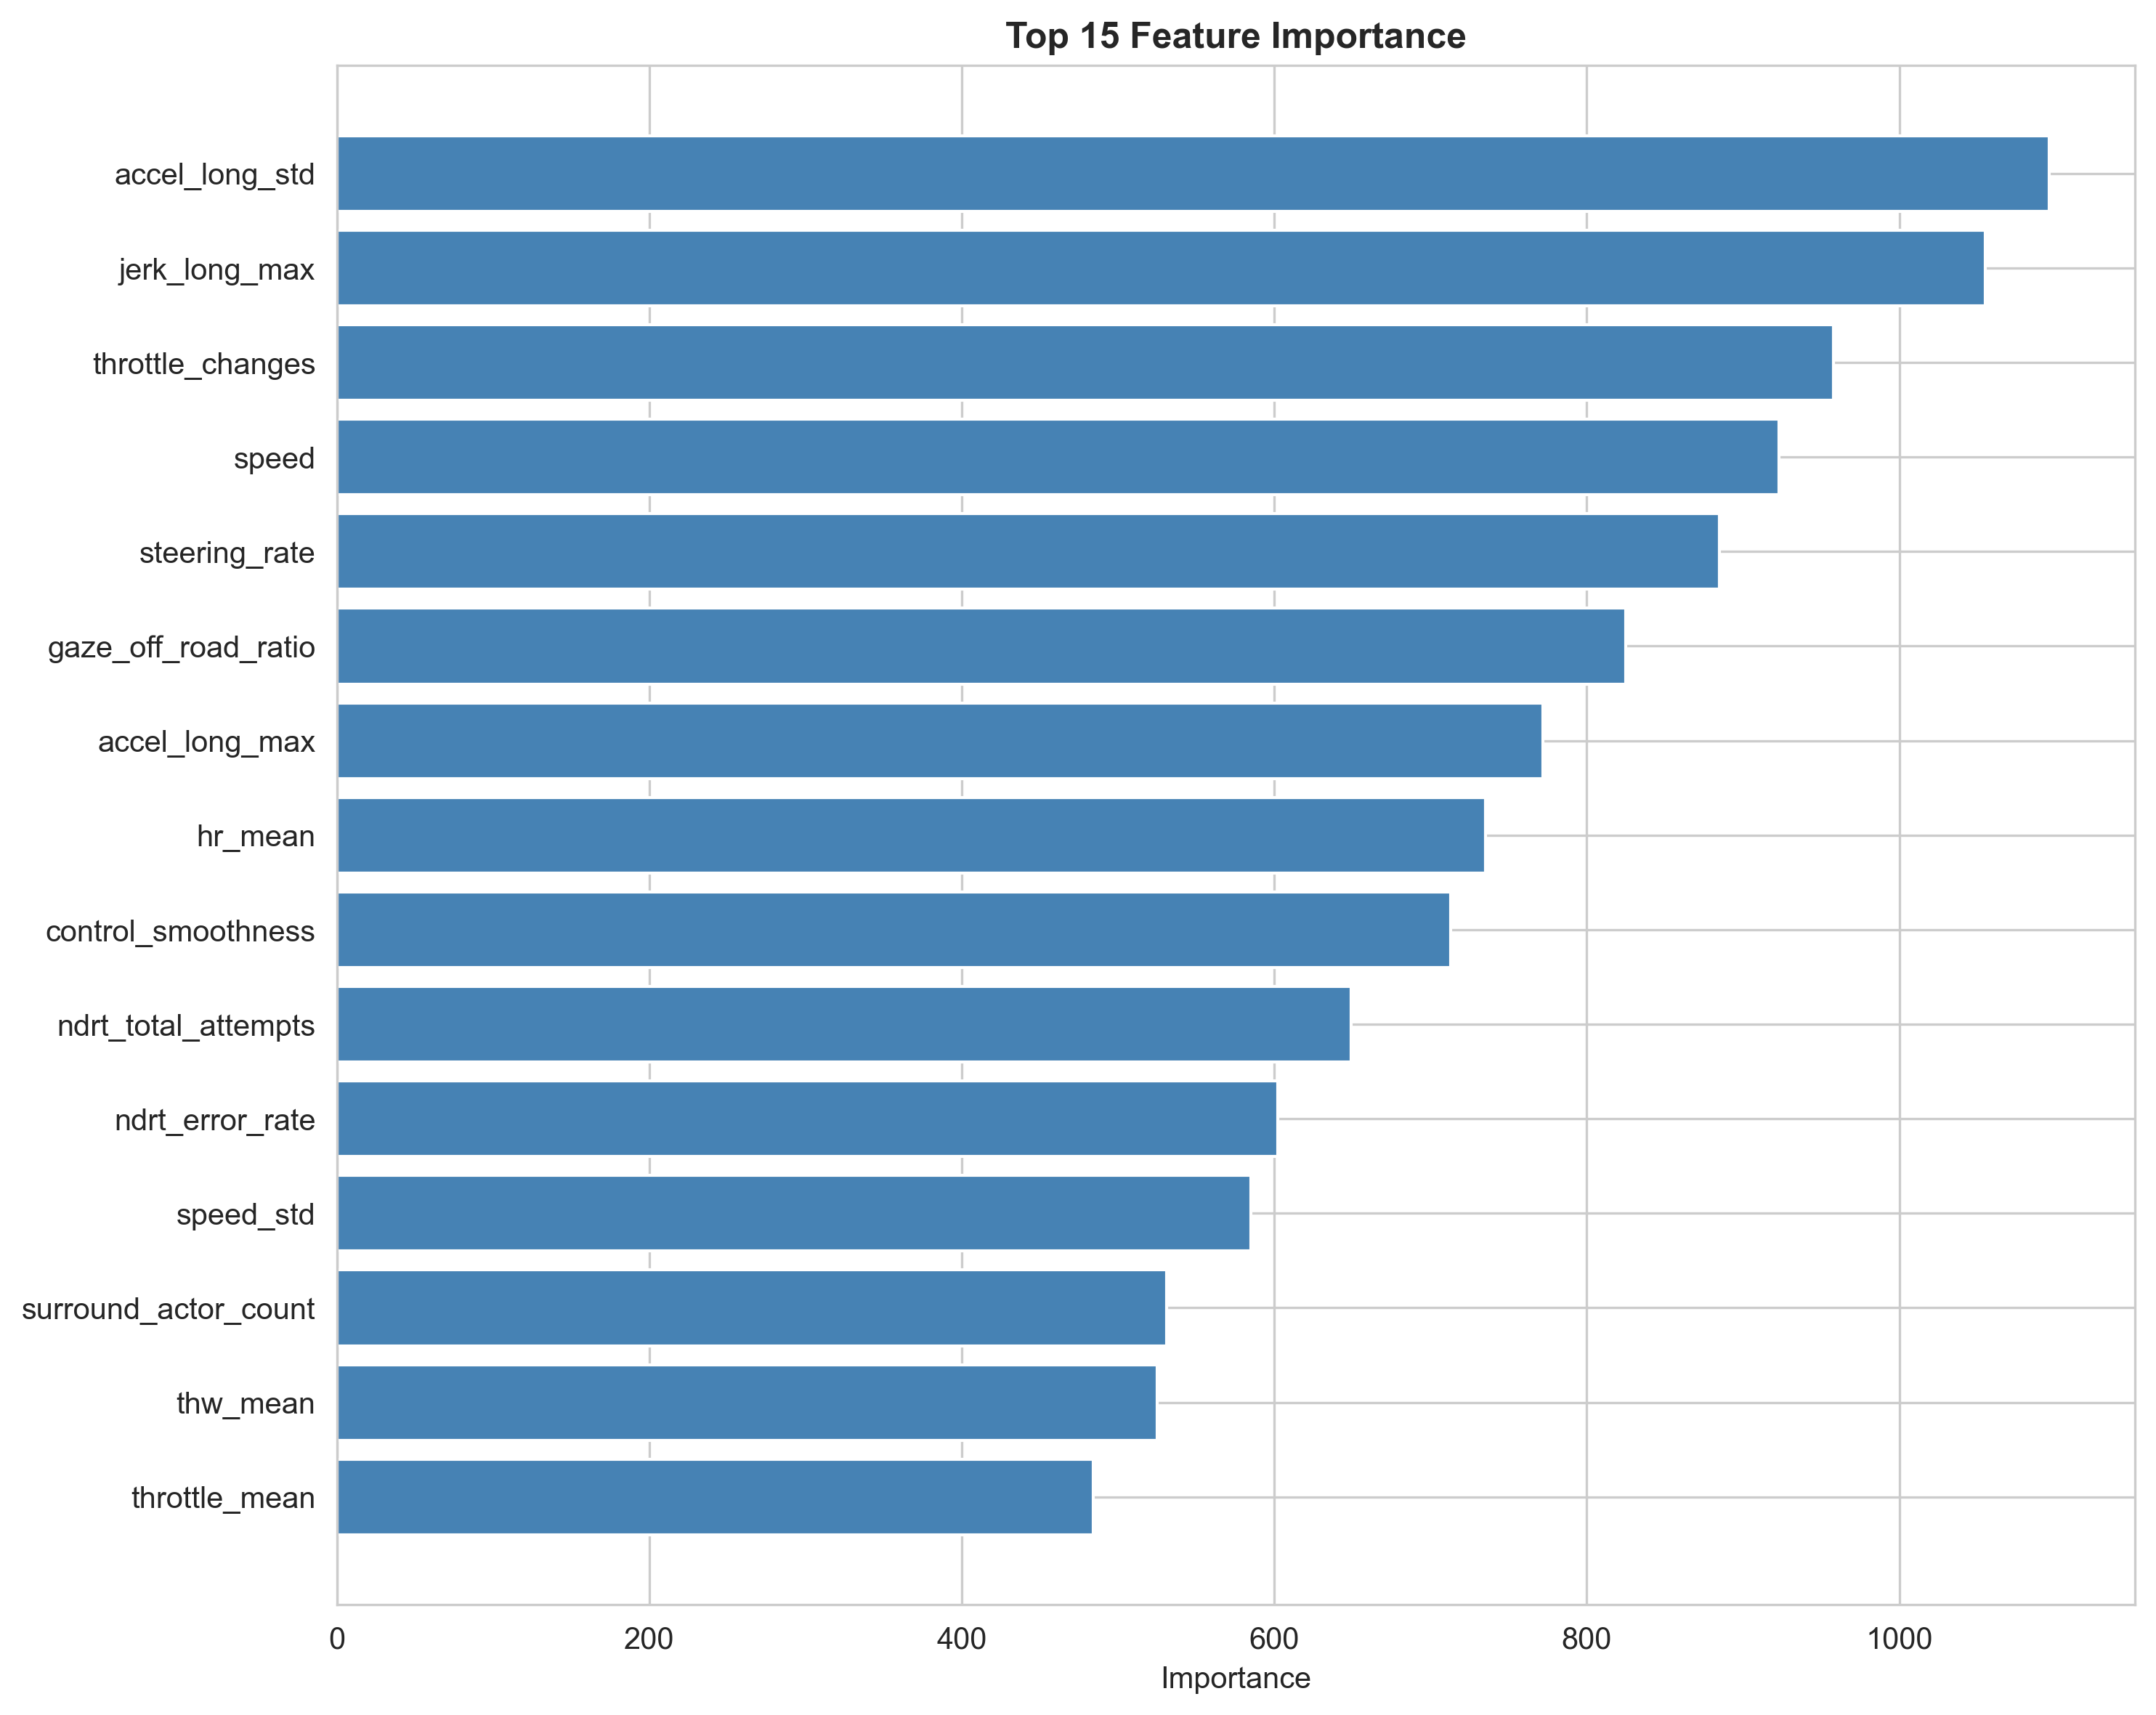 Top 15 Feature Importance
accel_long_std
jerk_long_max
throttle_changes
speed
steering_rate
gaze_off_road_ratio
accel_long_max
hr_mean
control_smoothness
ndrt_total_attempts
ndrt_error_rate
speed_std
surround_actor_count
thw_mean
throttle_mean
0 200 400 600 800 1000
Importance